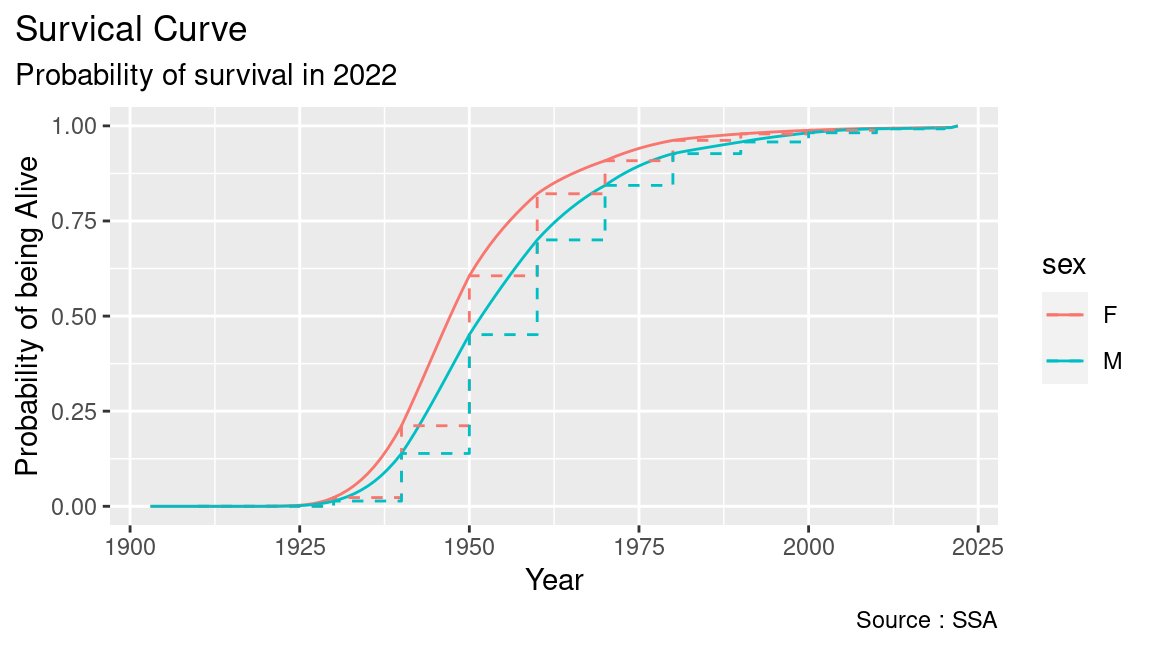 Survical Curve
Probability of survival in 2022
Probability of being Alive
1.00
0.75
0.50
0.25
0.00
1900 1925 1950 1975 2000 2025
Year
sex
F
M
Source : SSA